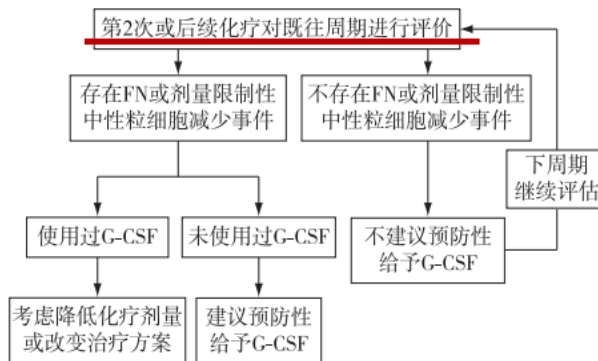 第2次或后续化疗对既往周期进行评价
存在FN或剂量限制性
中性粒细胞减少事件
不存在FN或剂量限制性
中性粒细胞减少事件
下周期
继续评估
使用过G-CSF
未使用过G-CSF
不建议预防性
给予G-CSF
考虑降低化疗剂量
或改变治疗方案
建议预防性
给予G-CSF